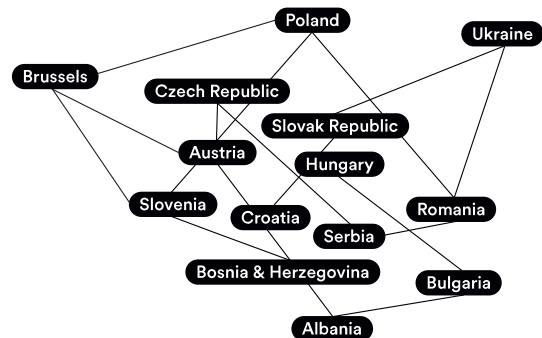 Poland
Ukraine
Brussels
Czech Republic
Slovak Republic
Austria
Hungary
Slovenia
Croatia
Romania
Serbia
Bosnia & Herzegovina
Bulgaria
Albania